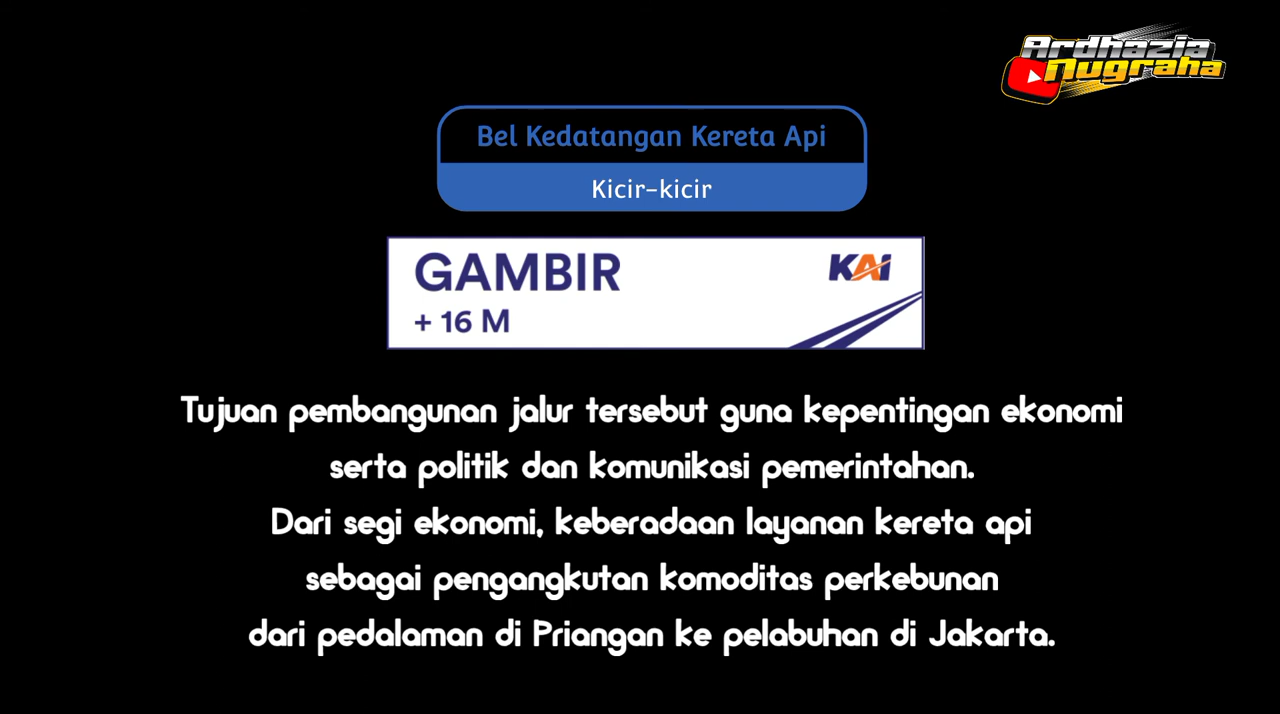 Ardhazia
Nugraha
Bel Kedatangan Kereta Api
Kicir-kicir
GAMBIR
KAI
+ 16 M
Tujuan pembangunan jalur tersebut guna kepentingan ekonomi
serta politik dan komunikasi pemerintahan.
Dari segi ekonomi, keberadaan layanan kereta api
sebagai pengangkutan komoditas perkebunan
dari pedalaman di Priangan ke pelabuhan di Jakarta.